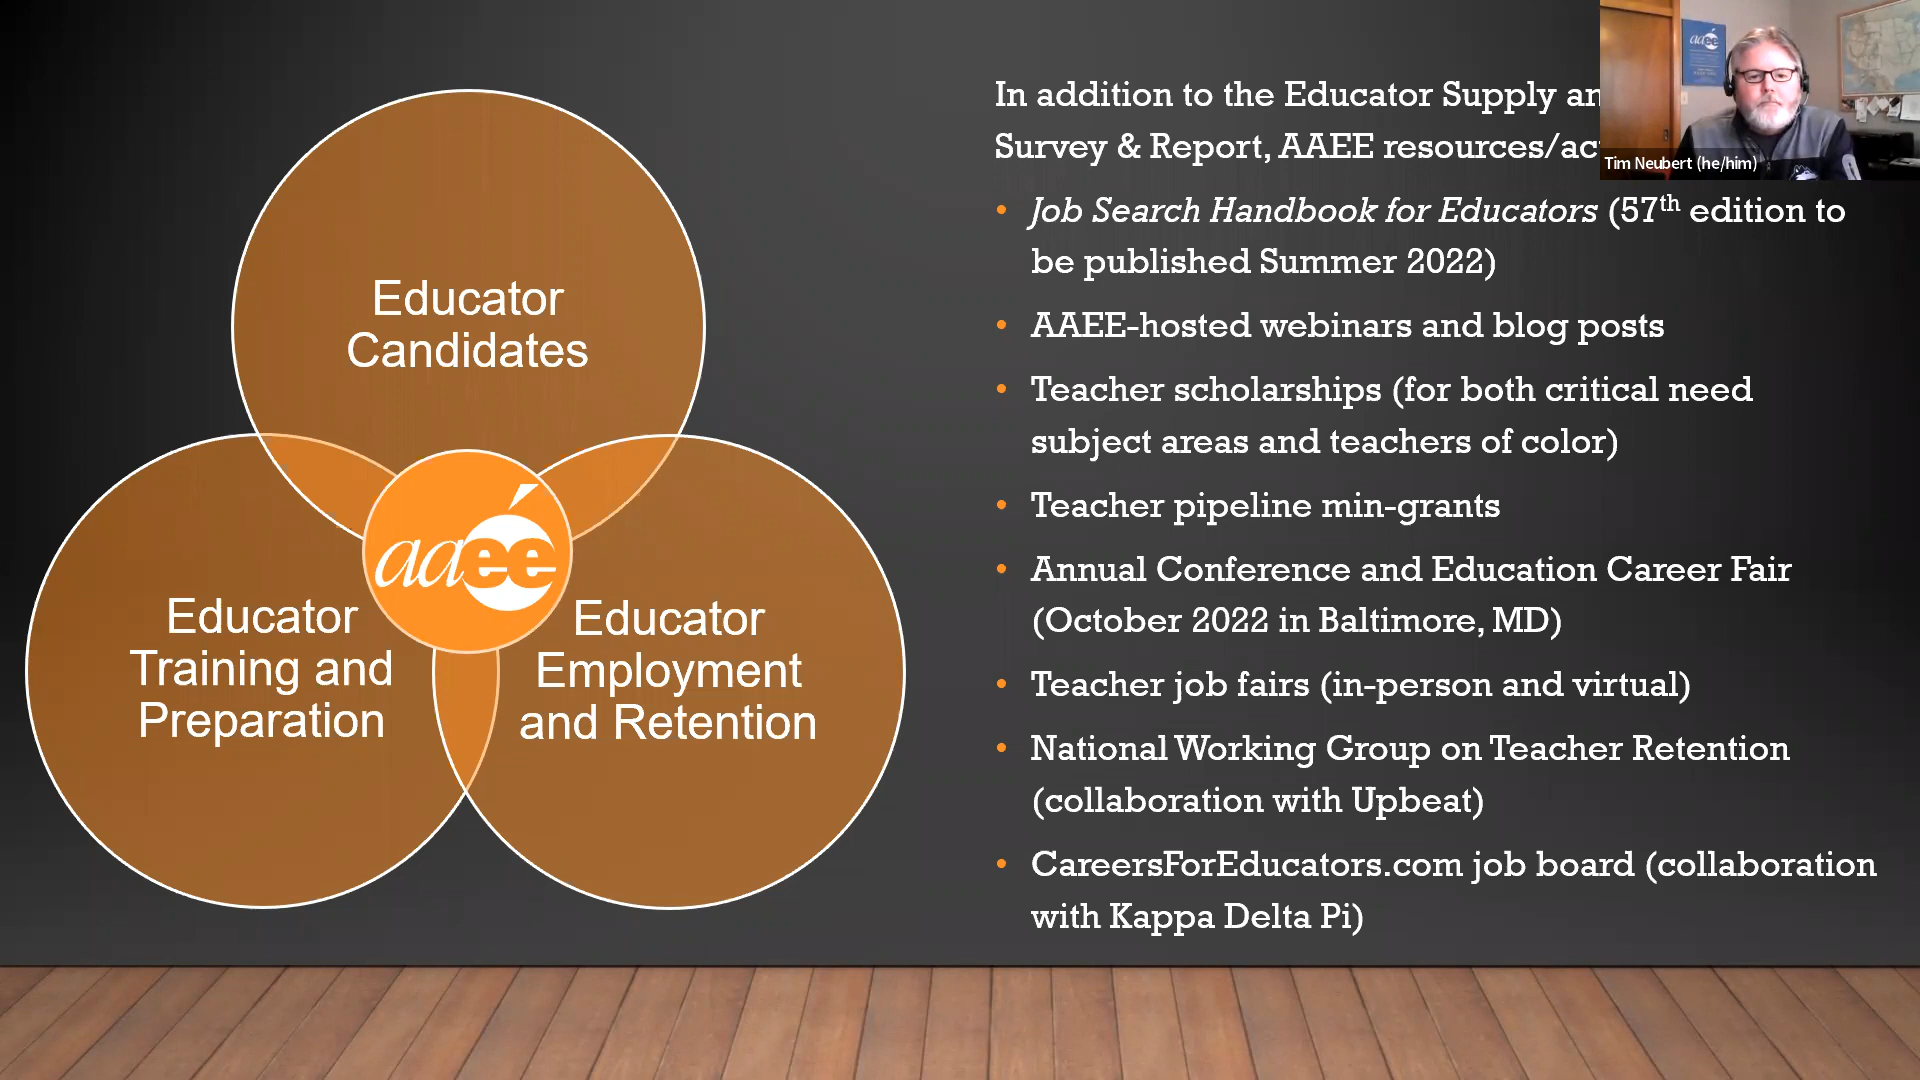 Educator
Candidates
aaeé
Educator
Training and
Preparation
Educator
Employment
and Retention
In addition to the Educator Supply an
Survey & Report, AAEE resources/ac
• Job Search Handbook for Educators (57th edition to
be published Summer 2022)
• AAEE-hosted webinars and blog posts
• Teacher scholarships (for both critical need
subject areas and teachers of color)
• Teacher pipeline min-grants
• Annual Conference and Education Career Fair
(October 2022 in Baltimore, MD)
• Teacher job fairs (in-person and virtual)
• National Working Group on Teacher Retention
(collaboration with Upbeat)
• CareersForEducators.com job board (collaboration
with Kappa Delta Pi)
aaeé
Tim Neubert (he/him)